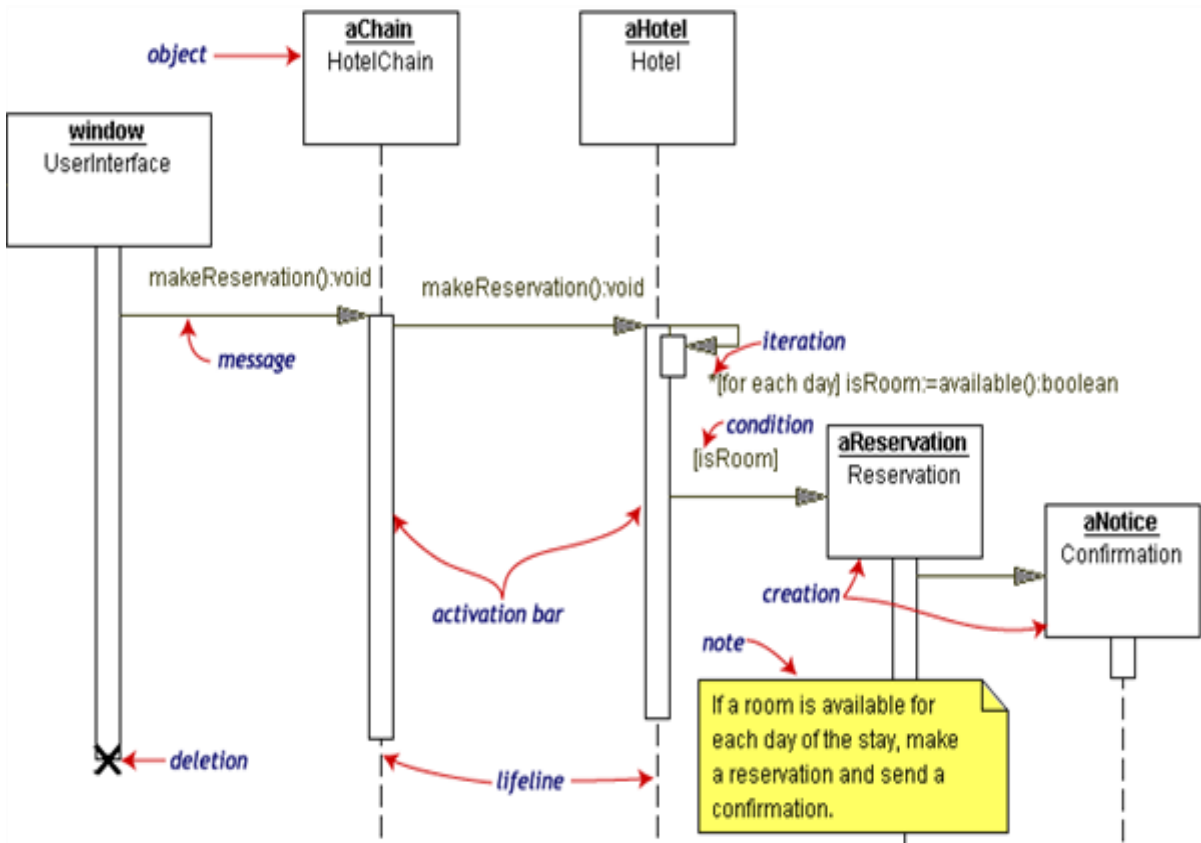 object
aChain
HotelChain
aHotel
Hotel
window
UserInterface
makeReservation():void
makeReservation():void
message
iteration
*[for each day] isRoom:=available():boolean
condition
[isRoom]
aReservation
Reservation
aNotice
Confirmation
activation bar
creation
note
If a room is available for
each day of the stay, make
a reservation and send a
confirmation.
deletion
lifeline